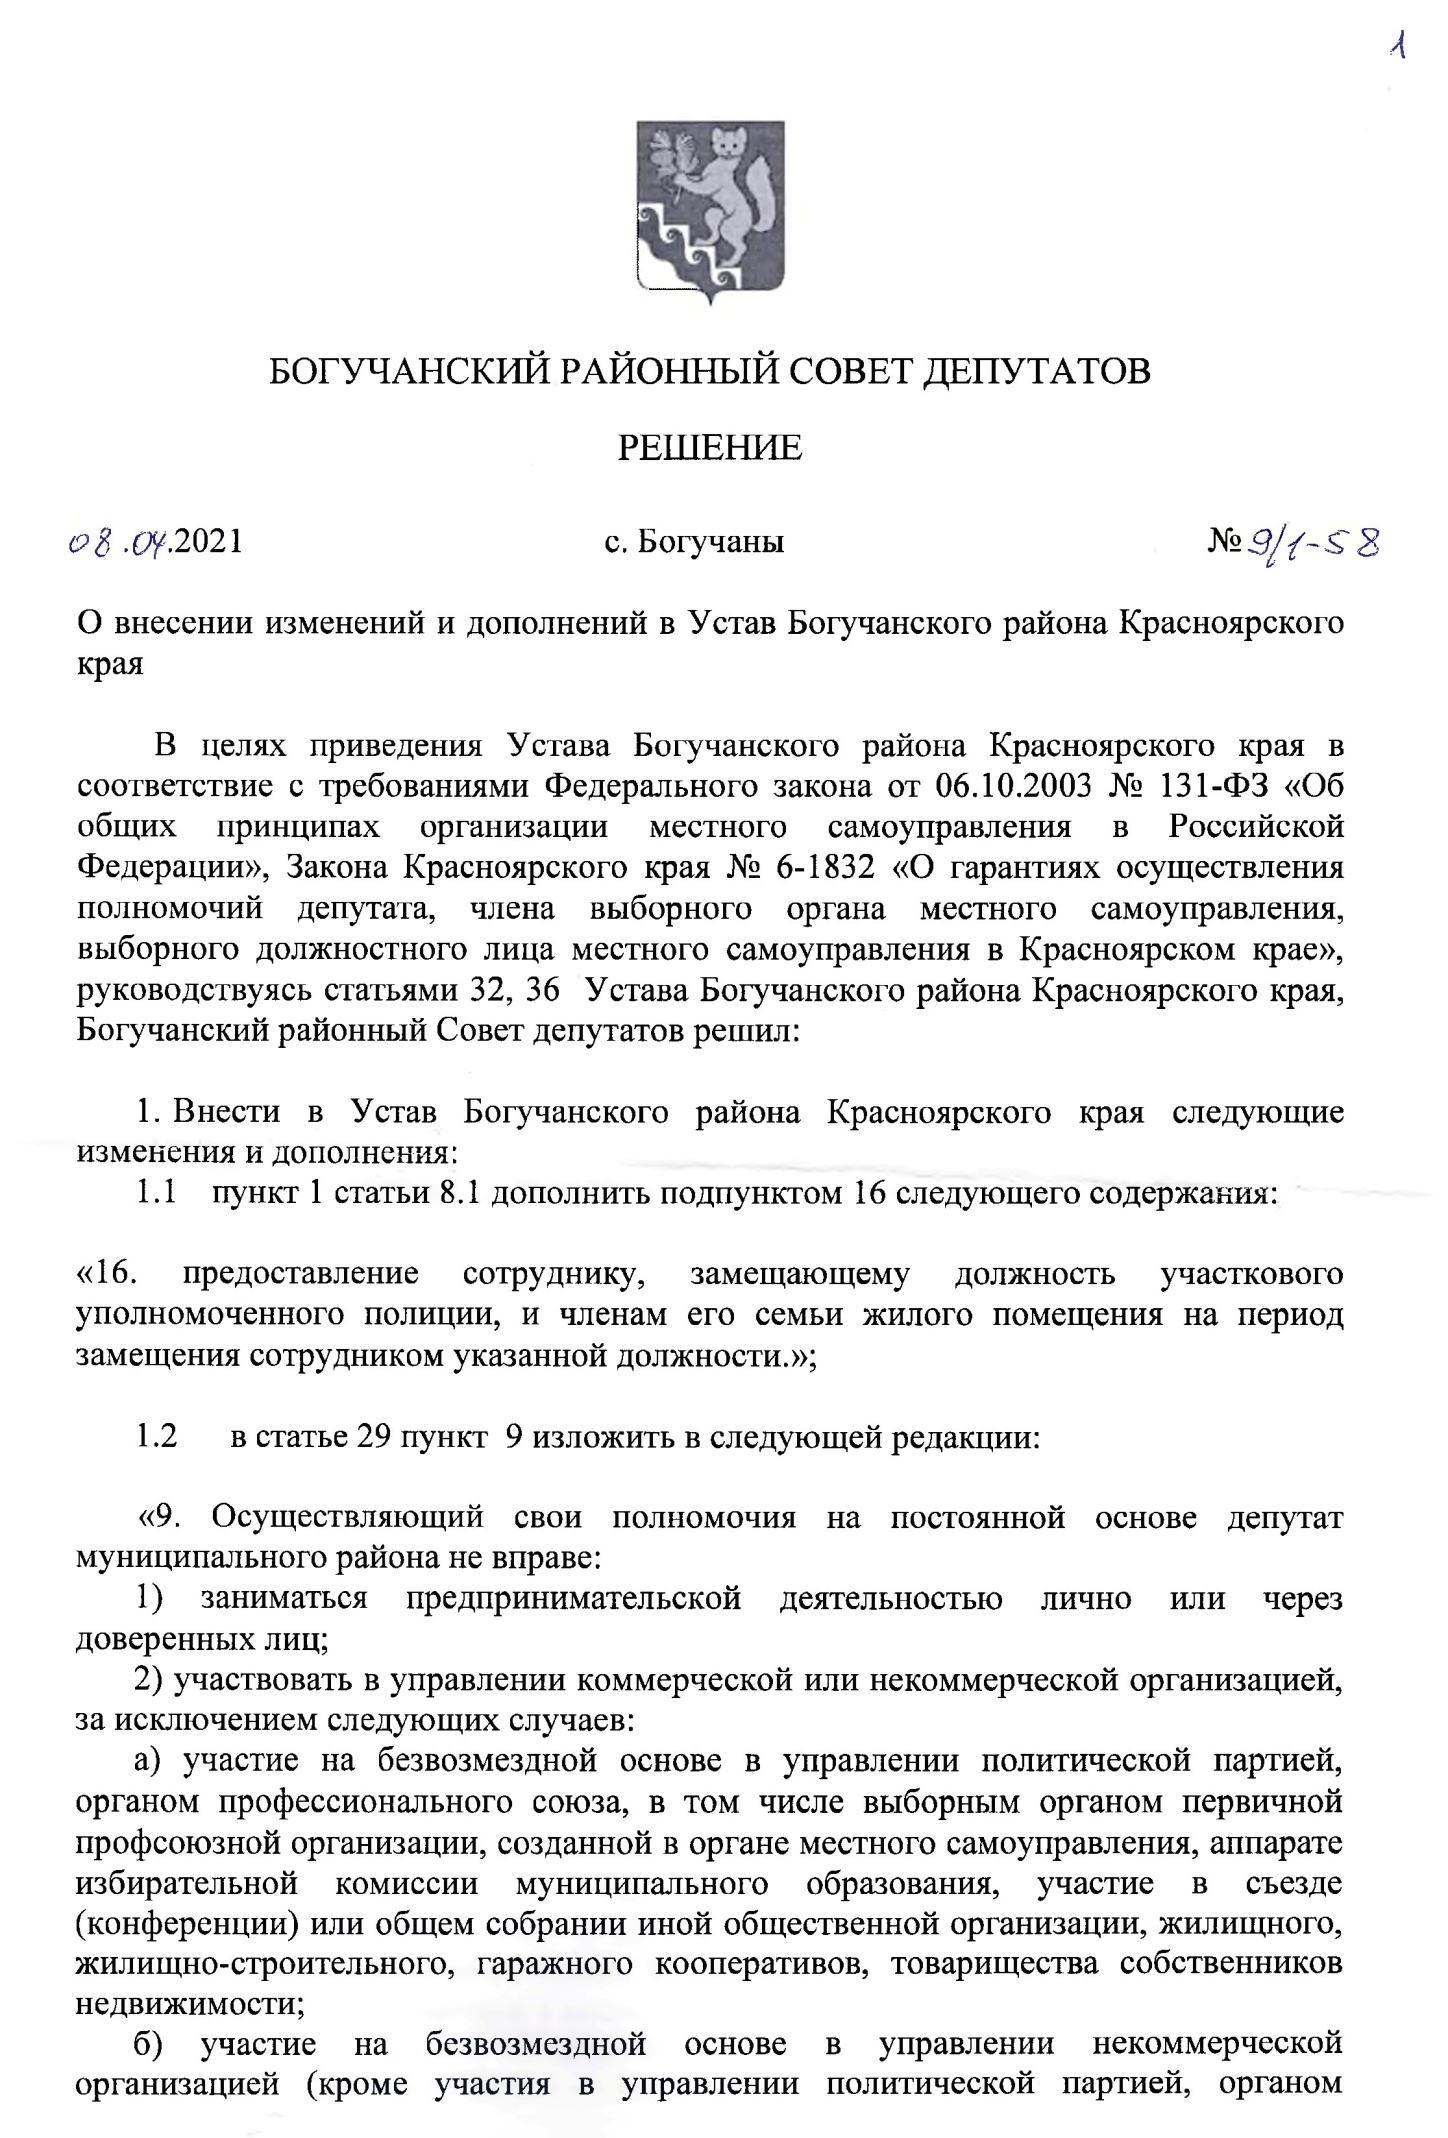 1
БОГУЧАНСКИЙ РАЙОННЫЙ СОВЕТ ДЕПУТАТОВ
РЕШЕНИЕ
08.04.2021 с. Богучаны №9/1-58
О внесении изменений и дополнений в Устав Богучанского района Красноярского
края
В целях приведения Устава Богучанского района Красноярского края в
соответствие с требованиями Федерального закона от 06.10.2003 № 131-ФЗ «Об
общих принципах организации местного самоуправления в Российской
Федерации», Закона Красноярского края № 6-1832 «О гарантиях осуществления
полномочий депутата, члена выборного органа местного самоуправления,
выборного должностного лица местного самоуправления в Красноярском крае»,
руководствуясь статьями 32, 36 Устава Богучанского района Красноярского края,
Богучанский районный Совет депутатов решил:
1. Внести в Устав Богучанского района Красноярского края следующие
изменения и дополнения:
1.1 пункт 1 статьи 8.1 дополнить подпунктом 16 следующего содержания:
«16. предоставление сотруднику, замещающему должность участкового
уполномоченного полиции, и членам его семьи жилого помещения на период
замещения сотрудником указанной должности.»;
1.2 в статье 29 пункт 9 изложить в следующей редакции:
«9. Осуществляющий свои полномочия на постоянной основе депутат
муниципального района не вправе:
1) заниматься предпринимательской деятельностью лично или через
доверенных лиц;
2) участвовать в управлении коммерческой или некоммерческой организацией,
за исключением следующих случаев:
а) участие на безвозмездной основе в управлении политической партией,
органом профессионального союза, в том числе выборным органом первичной
профсоюзной организации, созданной в органе местного самоуправления, аппарате
избирательной комиссии муниципального образования, участие в съезде
(конференции) или общем собрании иной общественной организации, жилищного,
жилищно-строительного, гаражного кооперативов, товарищества собственников
недвижимости;
б) участие на безвозмездной основе в управлении некоммерческой
организацией (кроме участия в управлении политической партией, органом